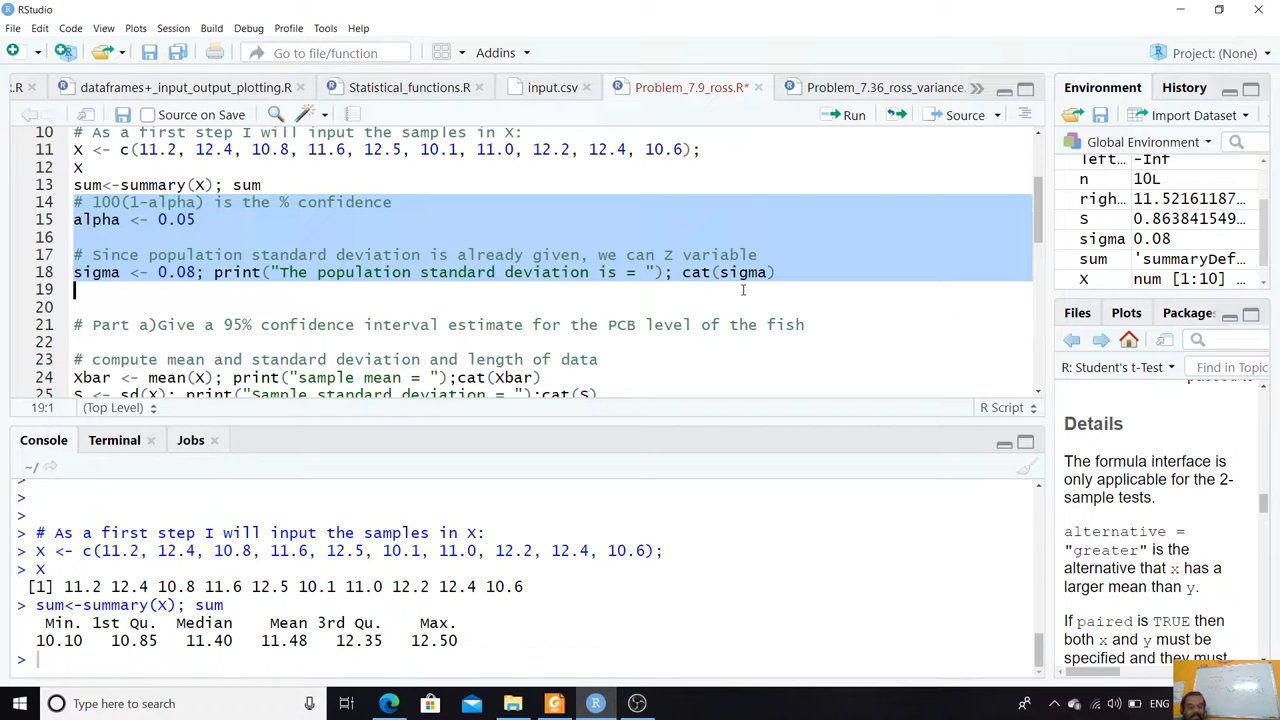 RStudio
File Edit Code View Plots Session Build Debug Profile Tools Help
Go to file/function Addins Project: (None)
.R dataframes+_input_output_plotting.R Statistical_functions.R input.csv Problem_7.9_ross.R* Problem_7.36_ross_variance.
Source on Save Run Source
10 # As a first step I will input the samples in X:
11 X <- c(11.2, 12.4, 10.8, 11.6, 12.5, 10.1, 11.0, 12.2, 12.4, 10.6);
12 X
13 sum<-summary(X); sum
14 # 100(1-alpha) is the % confidence
15 alpha <- 0.05
16
17 # Since population standard deviation is already given, we can Z variable
18 sigma <- 0.08; print("The population standard deviation is = "); cat(sigma)
19
20
21 # Part a)Give a 95% confidence interval estimate for the PCB level of the fish
22
23 # compute mean and standard deviation and length of data
24 Xbar <- mean(X); print("sample mean = ");cat(Xbar)
25 S <- sd(X); print("Sample standard deviation = ");cat(S)
19:1 (Top Level) R Script
Console Terminal Jobs
~/
>
>
>
> # As a first step I will input the samples in X:
> X <- c(11.2, 12.4, 10.8, 11.6, 12.5, 10.1, 11.0, 12.2, 12.4, 10.6);
> X
[1] 11.2 12.4 10.8 11.6 12.5 10.1 11.0 12.2 12.4 10.6
> sum<-summary(X); sum
Min. 1st Qu. Median Mean 3rd Qu. Max.
10.10 10.85 11.40 11.48 12.35 12.50
>
Environment History
Import Dataset
Global Environment
left… -Inf
n 10L
righ… 11.52161187…
S 0.863841549…
sigma 0.08
sum 'summaryDef…
X num [1:10] …
Files Plots Packages
R: Student's t-Test Find in Topic
Details
The formula interface is
only applicable for the 2-
sample tests.
alternative =
"greater" is the
alternative that x has a
larger mean than y.
If paired is TRUE then
both x and y must be
specified and they must
Type here to search
ENG